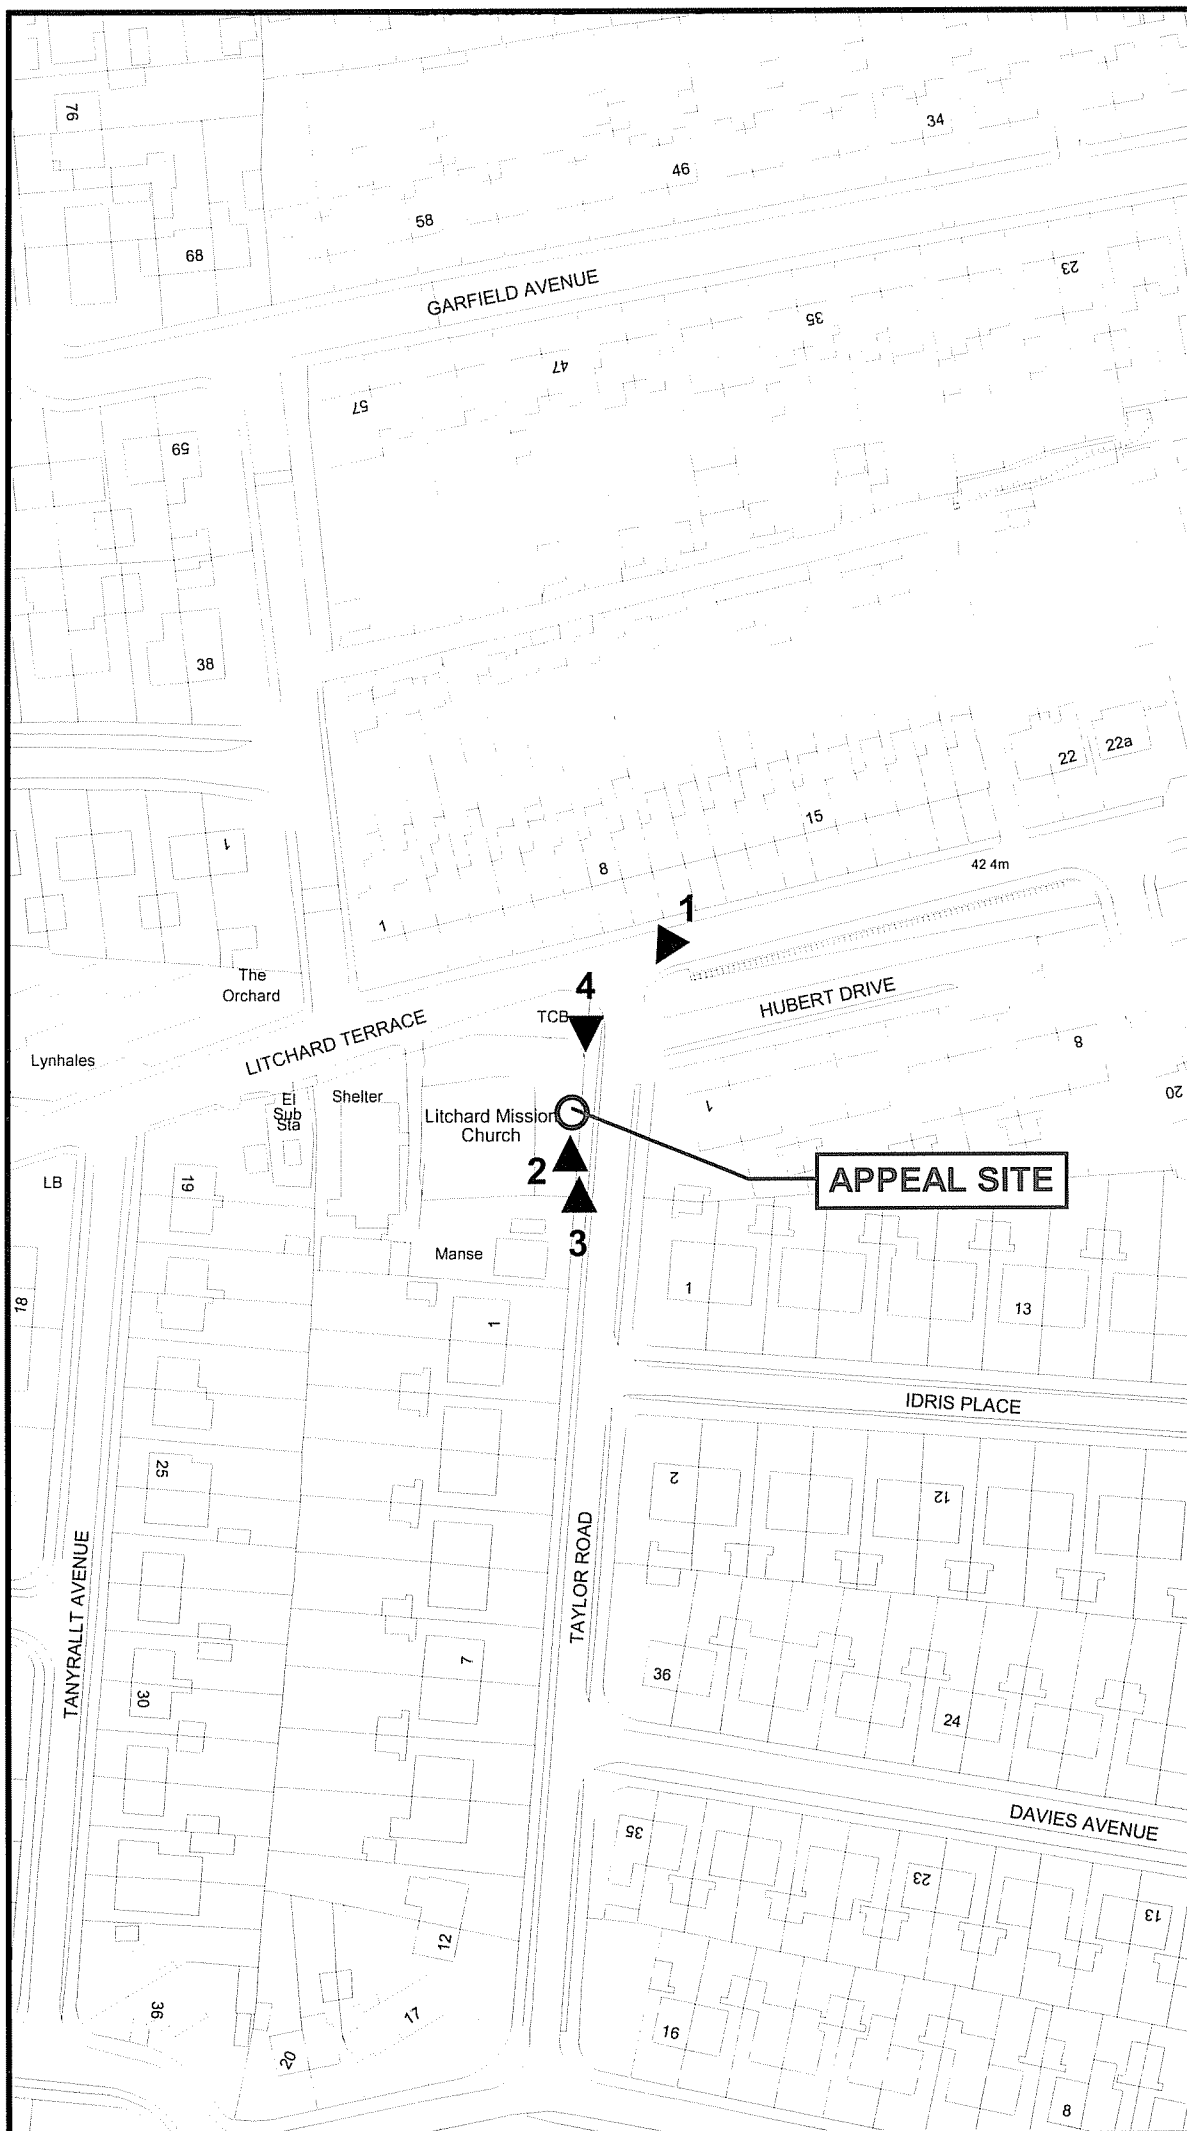 76
34
46
58
68
GARFIELD AVENUE
23
35
47
57
59
38
22
22a
15
1
8
42 4m
1
1
The
Orchard
4
HUBERT DRIVE
TCB
LITCHARD TERRACE
Lynhales
8
El
Sub
Sta
Shelter
20
1
Litchard Mission
Church
2
APPEAL SITE
LB
19
3
Manse
1
13
18
1
IDRIS PLACE
25
2
12
TANYRALLT AVENUE
TAYLOR ROAD
7
36
30
24
DAVIES AVENUE
35
23
13
12
36
17
16
20
8